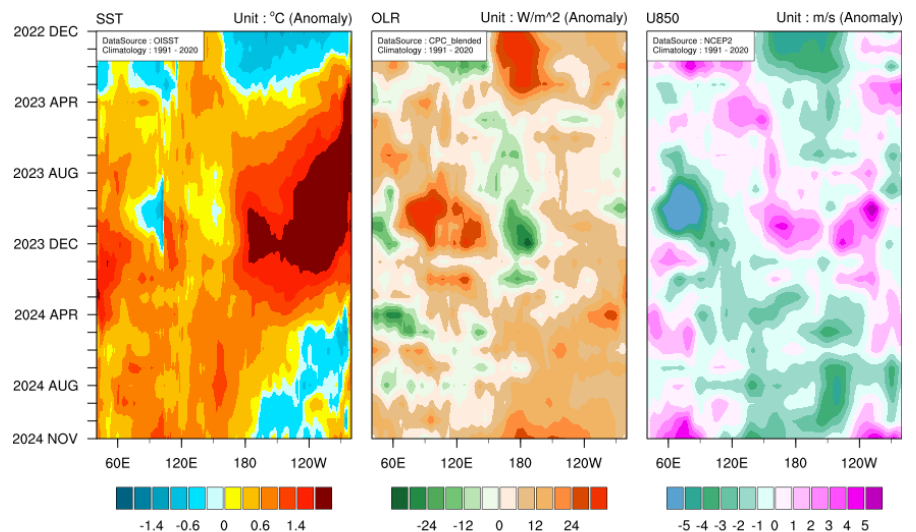 SST Unit : °C (Anomaly)
OLR Unit : W/m^2 (Anomaly)
U850 Unit : m/s (Anomaly)
DataSource : OISST
Climatology : 1991 - 2020
DataSource : CPC_blended
Climatology : 1991 - 2020
DataSource : NCEP2
Climatology : 1991 - 2020
2022 DEC
2023 APR
2023 AUG
2023 DEC
2024 APR
2024 AUG
2024 NOV
60E 120E 180 120W
60E 120E 180 120W
60E 120E 180 120W
-1.4 -0.6 0 0.6 1.4
-24 -12 0 12 24
-5 -4 -3 -2 -1 0 1 2 3 4 5